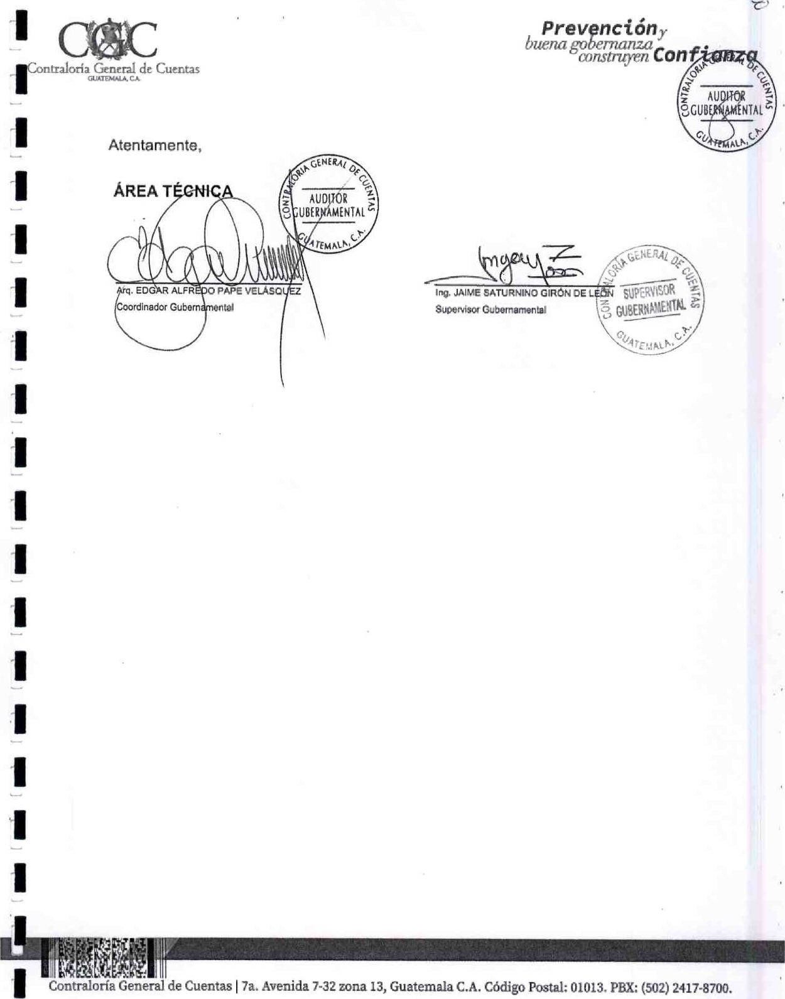 CGC
Contraloría General de Cuentas
GUATEMALA, C.A.
Prevención y
buena gobernanza
construyen Confianza
CONTRALORÍA GENERAL DE CUENTAS
AUDITOR
GUBERNAMENTAL
GUATEMALA, C.A.
Atentamente,
ÁREA TÉCNICA
CONTRALORIA GENERAL DE CUENTAS
AUDITOR
GUBERNAMENTAL
GUATEMALA, C.A.
Arq. EDGAR ALFREDO PAPE VELÁSQUEZ
Coordinador Gubernamental
Ing. JAIME SATURNINO GIRÓN DE LEÓN
Supervisor Gubernamental
CONTRALORÍA GENERAL DE CUENTAS
SUPERVISOR
GUBERNAMENTAL
GUATEMALA, C.A.
Contraloría General de Cuentas | 7a. Avenida 7-32 zona 13, Guatemala C.A. Código Postal: 01013. PBX: (502) 2417-8700.